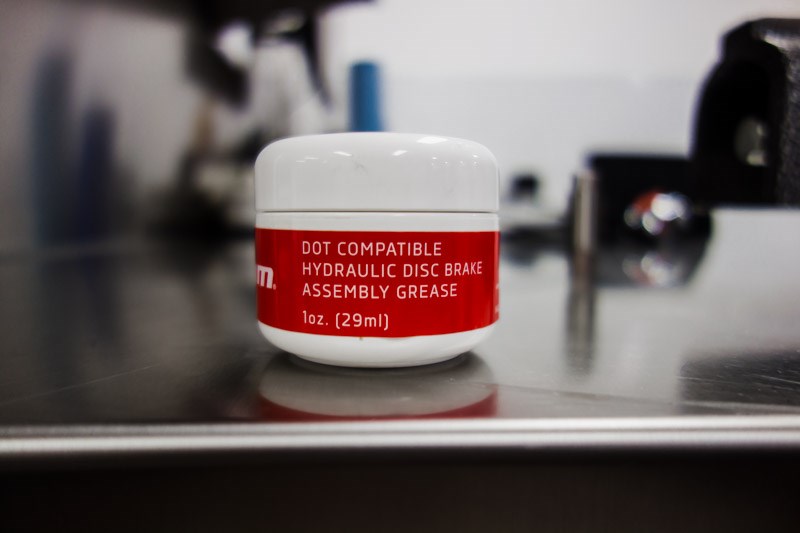 m.
DOT COMPATIBLE
HYDRAULIC DISC BRAKE
ASSEMBLY GREASE
1oz. (29ml)